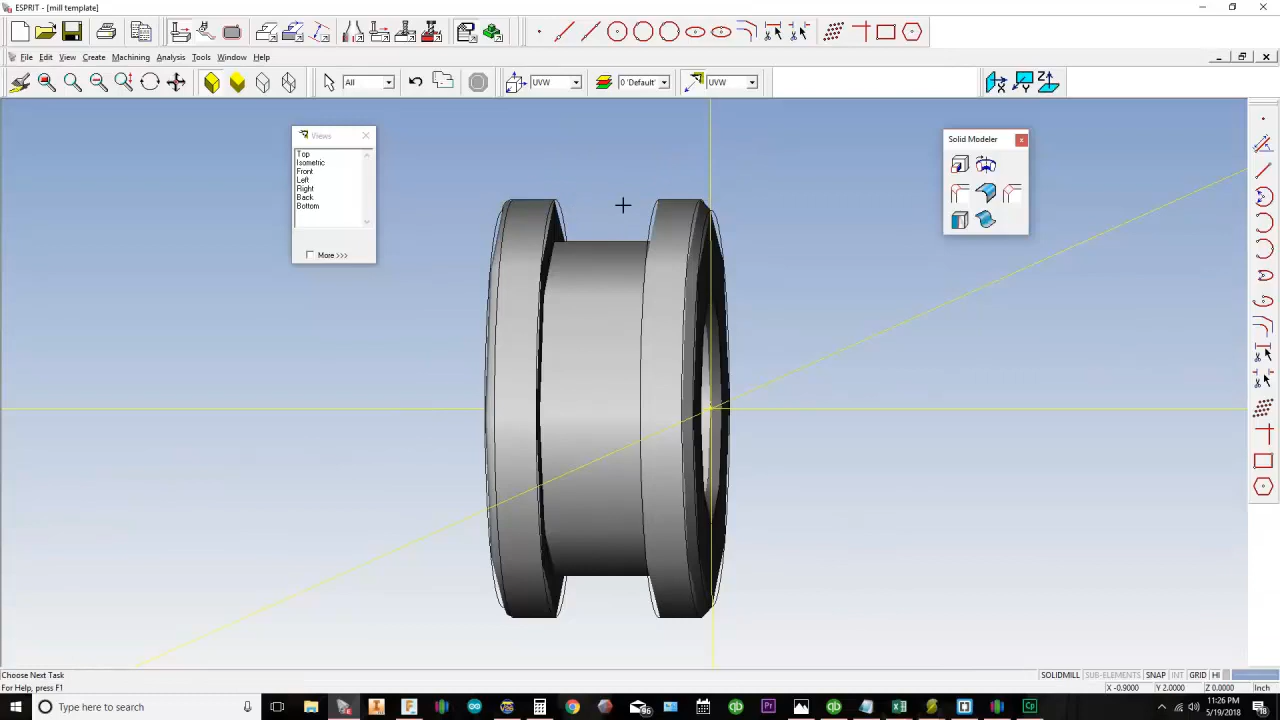 ESPRIT - [mill template]
File Edit View Create Machining Analysis Tools Window Help
All
UVW
0 'Default'
UVW
X
Y
Z
Views
Top
Isometric
Front
Left
Right
Back
Bottom
More >>>
Solid Modeler
Choose Next Task
SOLIDMILL SUB-ELEMENTS SNAP INT GRID HI
For Help, press F1
X -0.9000 Y 2.0000 Z 0.0000 Inch
Type here to search
11:26 PM
5/19/2018